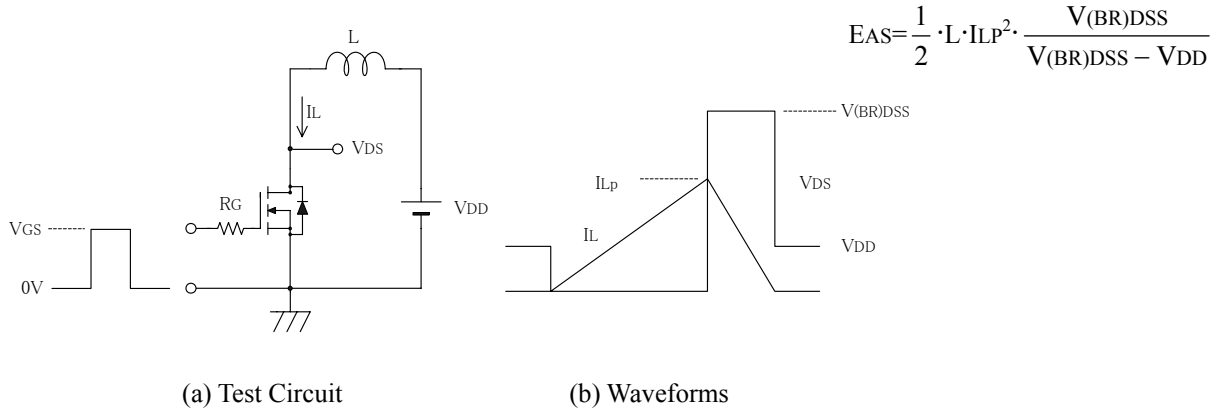 EAS=1/2 ·L·ILP²· V(BR)DSS / V(BR)DSS – VDD
L
IL
VDS
RG
VDD
VGS
0V
V(BR)DSS
ILp
VDS
IL
VDD
(a) Test Circuit
(b) Waveforms